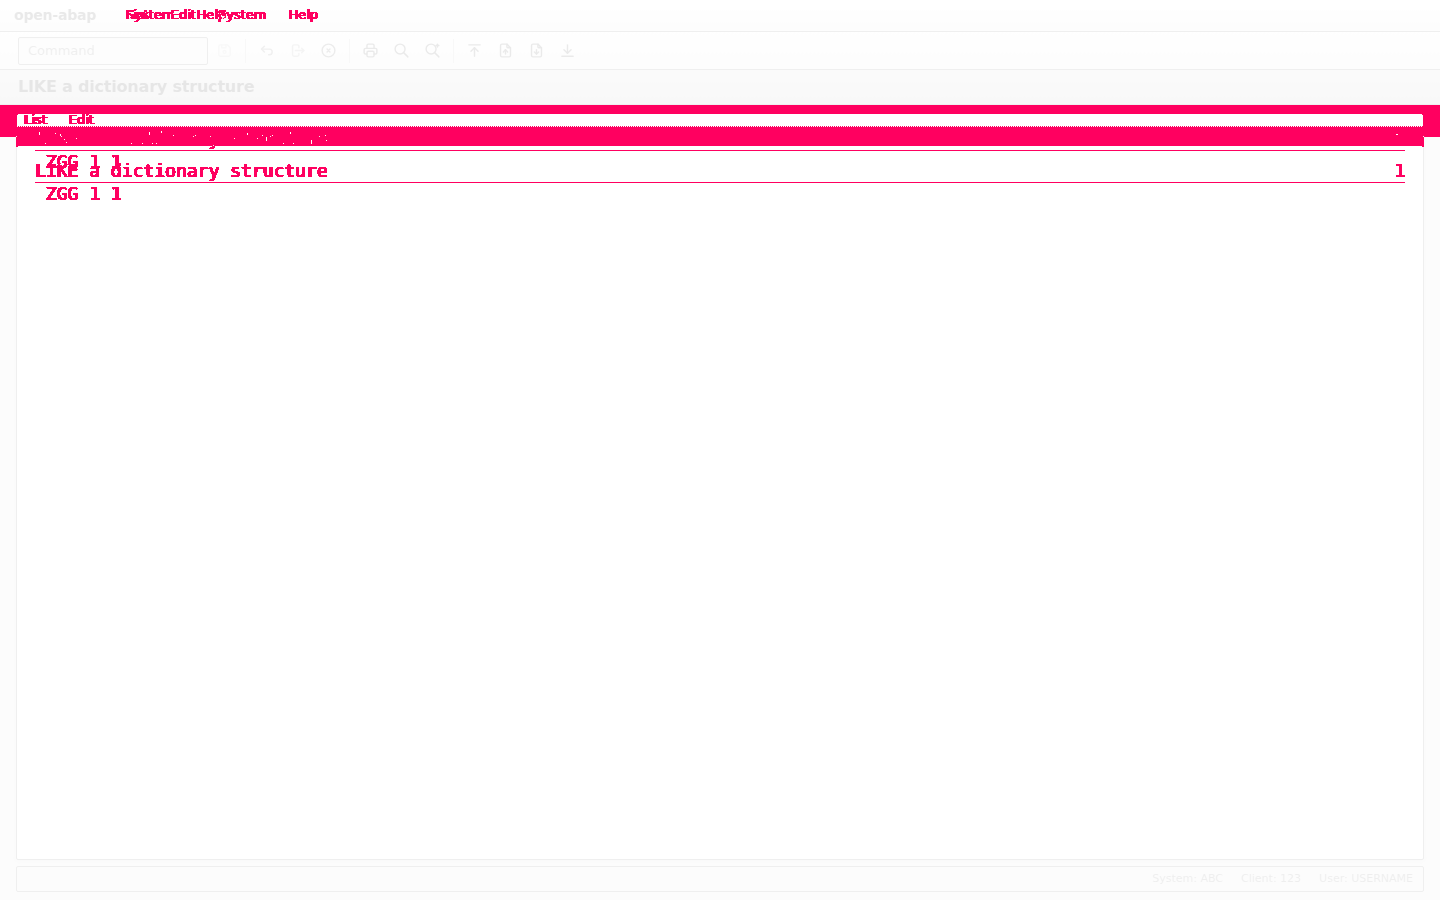 open-abap Help
Command
LIKE a dictionary structure
List Edit
ZGG 1 1
LIKE a dictionary structure 1
ZGG 1 1
System: ABC Client: 123 User: USERNAME